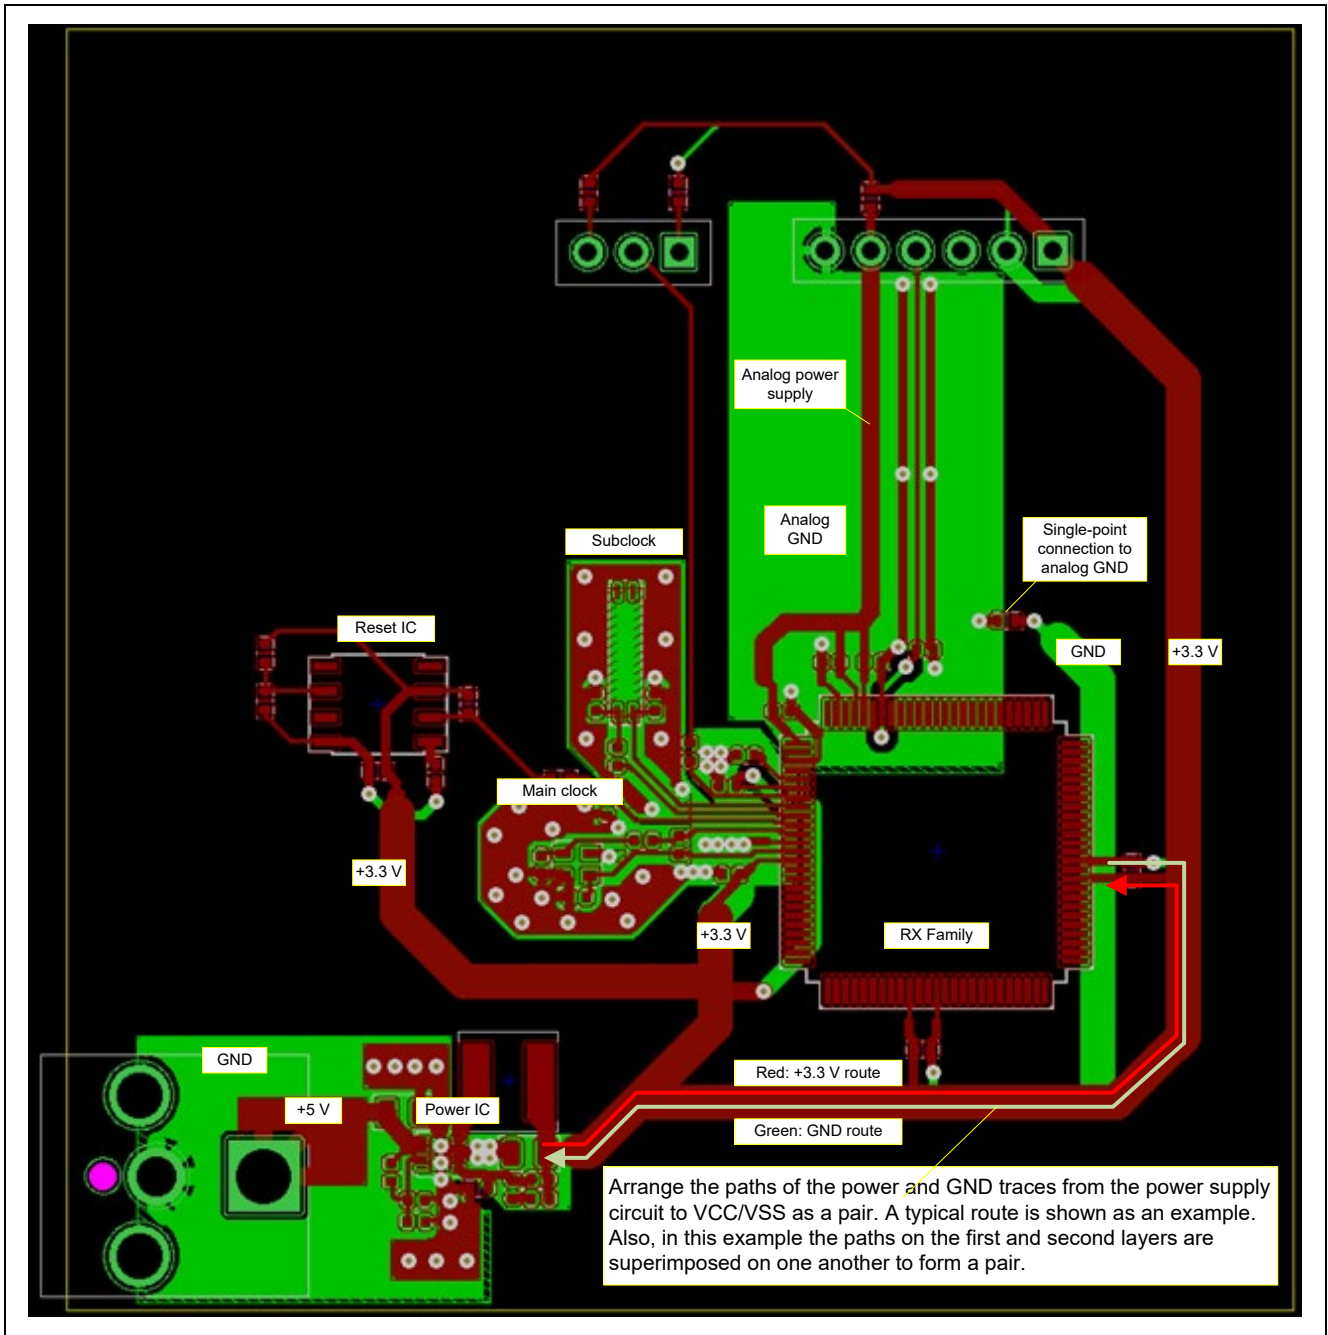 Analog power
supply
Analog
GND
Subclock
Single-point
connection to
analog GND
Reset IC
GND
+3.3 V
Main clock
+3.3 V
+3.3 V
RX Family
GND
Red: +3.3 V route
+5 V
Power IC
Green: GND route
Arrange the paths of the power and GND traces from the power supply
circuit to VCC/VSS as a pair. A typical route is shown as an example.
Also, in this example the paths on the first and second layers are
superimposed on one another to form a pair.